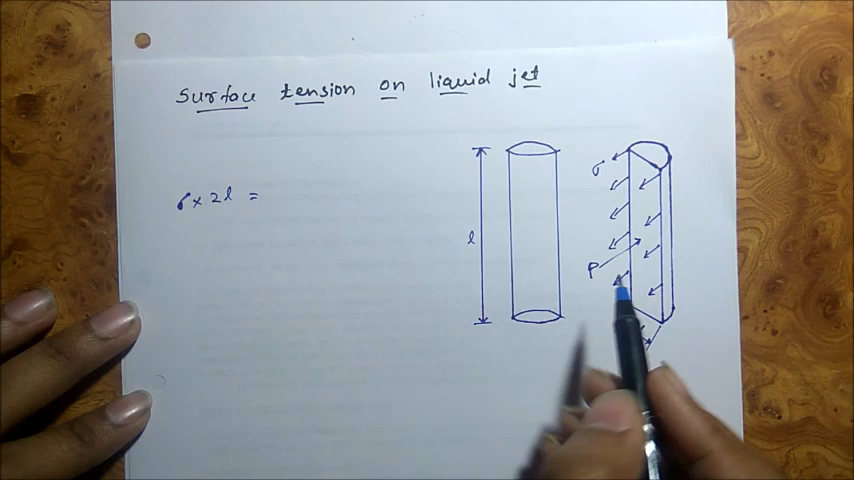 Surface tension on liquid jet
σ
σ × 2l =
l
P